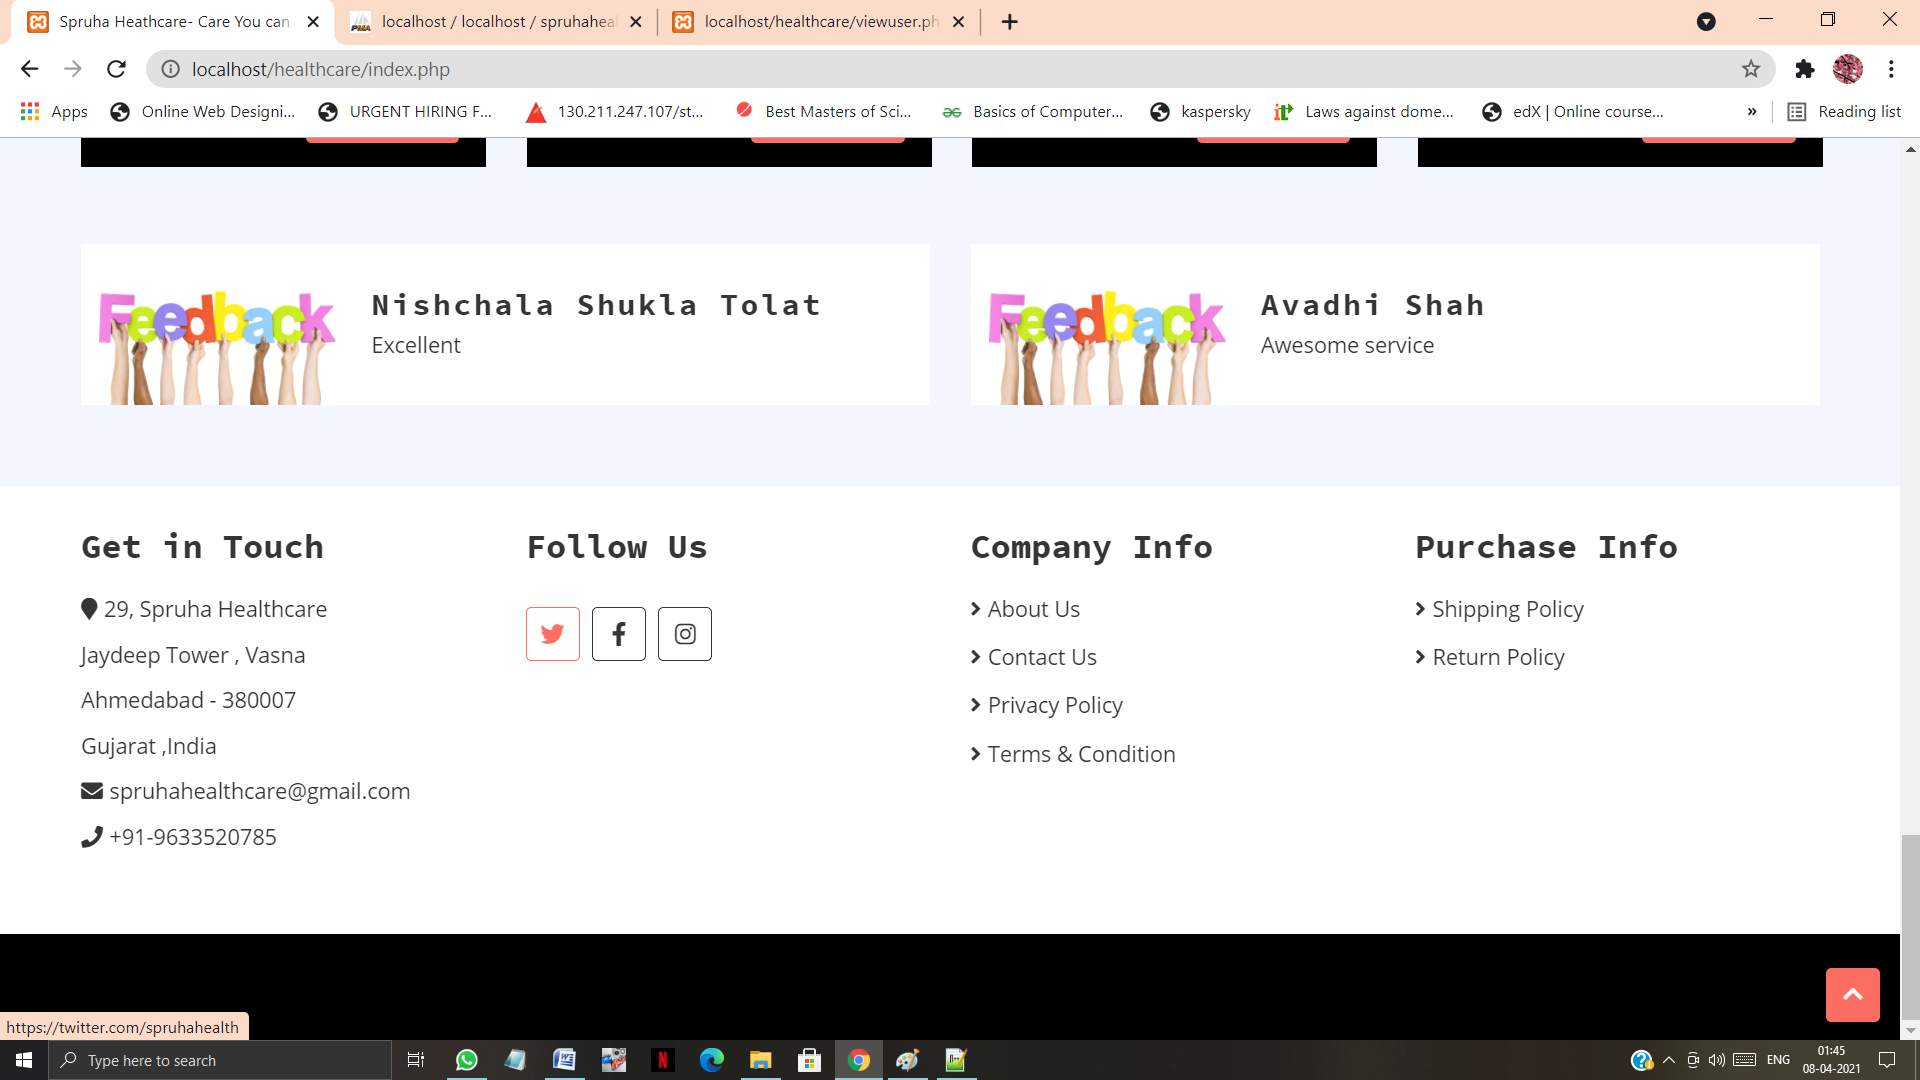 Spruha Heathcare- Care You can
localhost / localhost / spruhaheal
localhost/healthcare/viewuser.ph
localhost/healthcare/index.php
Apps
Online Web Designi...
URGENT HIRING F...
130.211.247.107/st...
Best Masters of Sci...
Basics of Computer...
kaspersky
Laws against dome...
edX | Online course...
»
Reading list
Feedback
Nishchala Shukla Tolat
Excellent
Feedback
Avadhi Shah
Awesome service
Get in Touch
29, Spruha Healthcare
Jaydeep Tower , Vasna
Ahmedabad - 380007
Gujarat ,India
spruhahealthcare@gmail.com
+91-9633520785
Follow Us
Company Info
About Us
Contact Us
Privacy Policy
Terms & Condition
Purchase Info
Shipping Policy
Return Policy
https://twitter.com/spruhahealth
Type here to search
ENG
01:45
08-04-2021